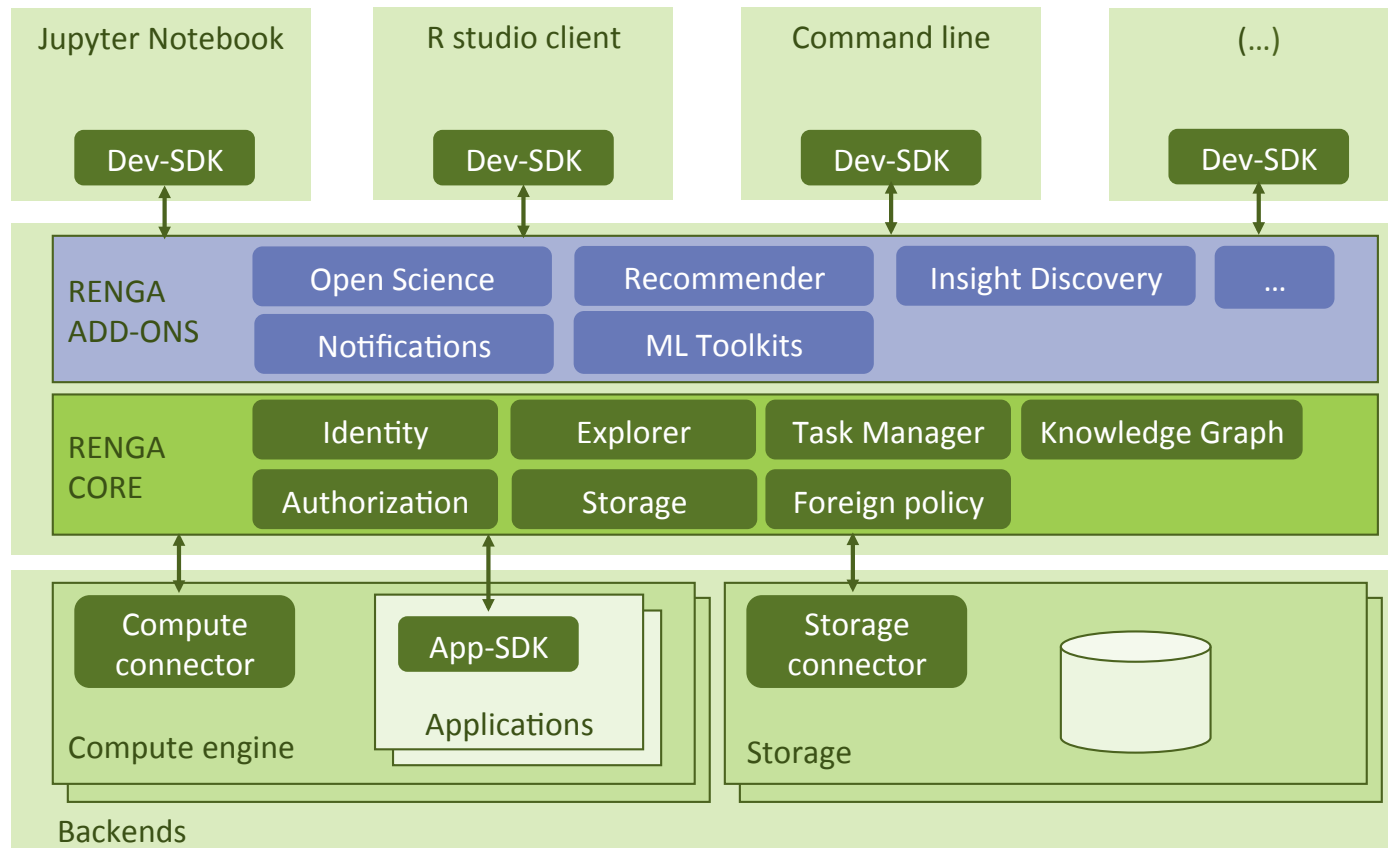 Jupyter Notebook
R studio client
Command line
(...)
Dev-SDK
Dev-SDK
Dev-SDK
Dev-SDK
RENGA
ADD-ONS
Open Science
Recommender
Insight Discovery
...
Notifications
ML Toolkits
RENGA
CORE
Identity
Explorer
Task Manager
Knowledge Graph
Authorization
Storage
Foreign policy
Compute
connector
App-SDK
Applications
Compute engine
Storage
connector
Storage
Backends